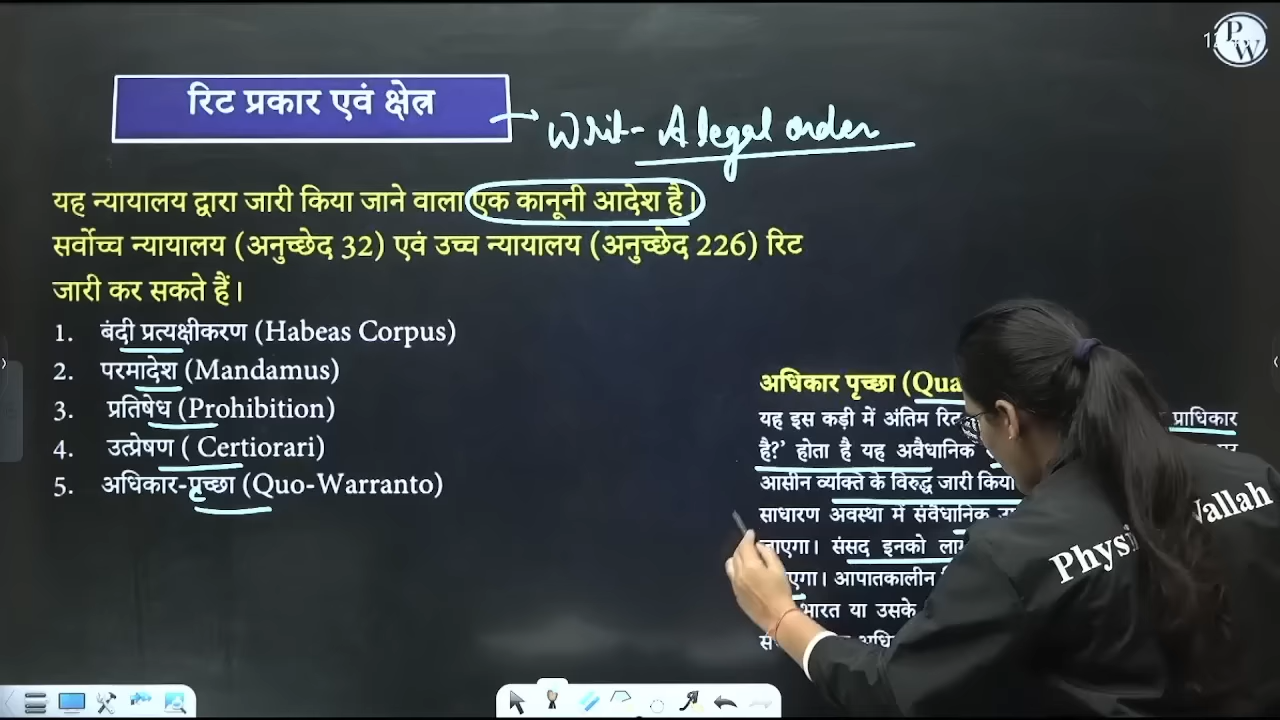 PW
रिट प्रकार एवं क्षेत्र
Writ - A legal order
यह न्यायालय द्वारा जारी किया जाने वाला एक कानूनी आदेश है।
सर्वोच्च न्यायालय (अनुच्छेद 32) एवं उच्च न्यायालय (अनुच्छेद 226) रिट
जारी कर सकते हैं।
1. बंदी प्रत्यक्षीकरण (Habeas Corpus)
2. परमादेश (Mandamus)
3. प्रतिषेध (Prohibition)
4. उत्प्रेषण ( Certiorari)
5. अधिकार-प्रच्छा (Quo-Warranto)
अधिकार पृच्छा (Qua
यह इस कड़ी में अंतिम रिट प्राधिकार
है?' होता है यह अवैधानिक
आसीन व्यक्ति के विरुद्ध जारी किया
साधारण अवस्था में संवैधानिक
जाएगा। संसद इनको
आपातकालीन
भारत या उसके
Physi Wallah